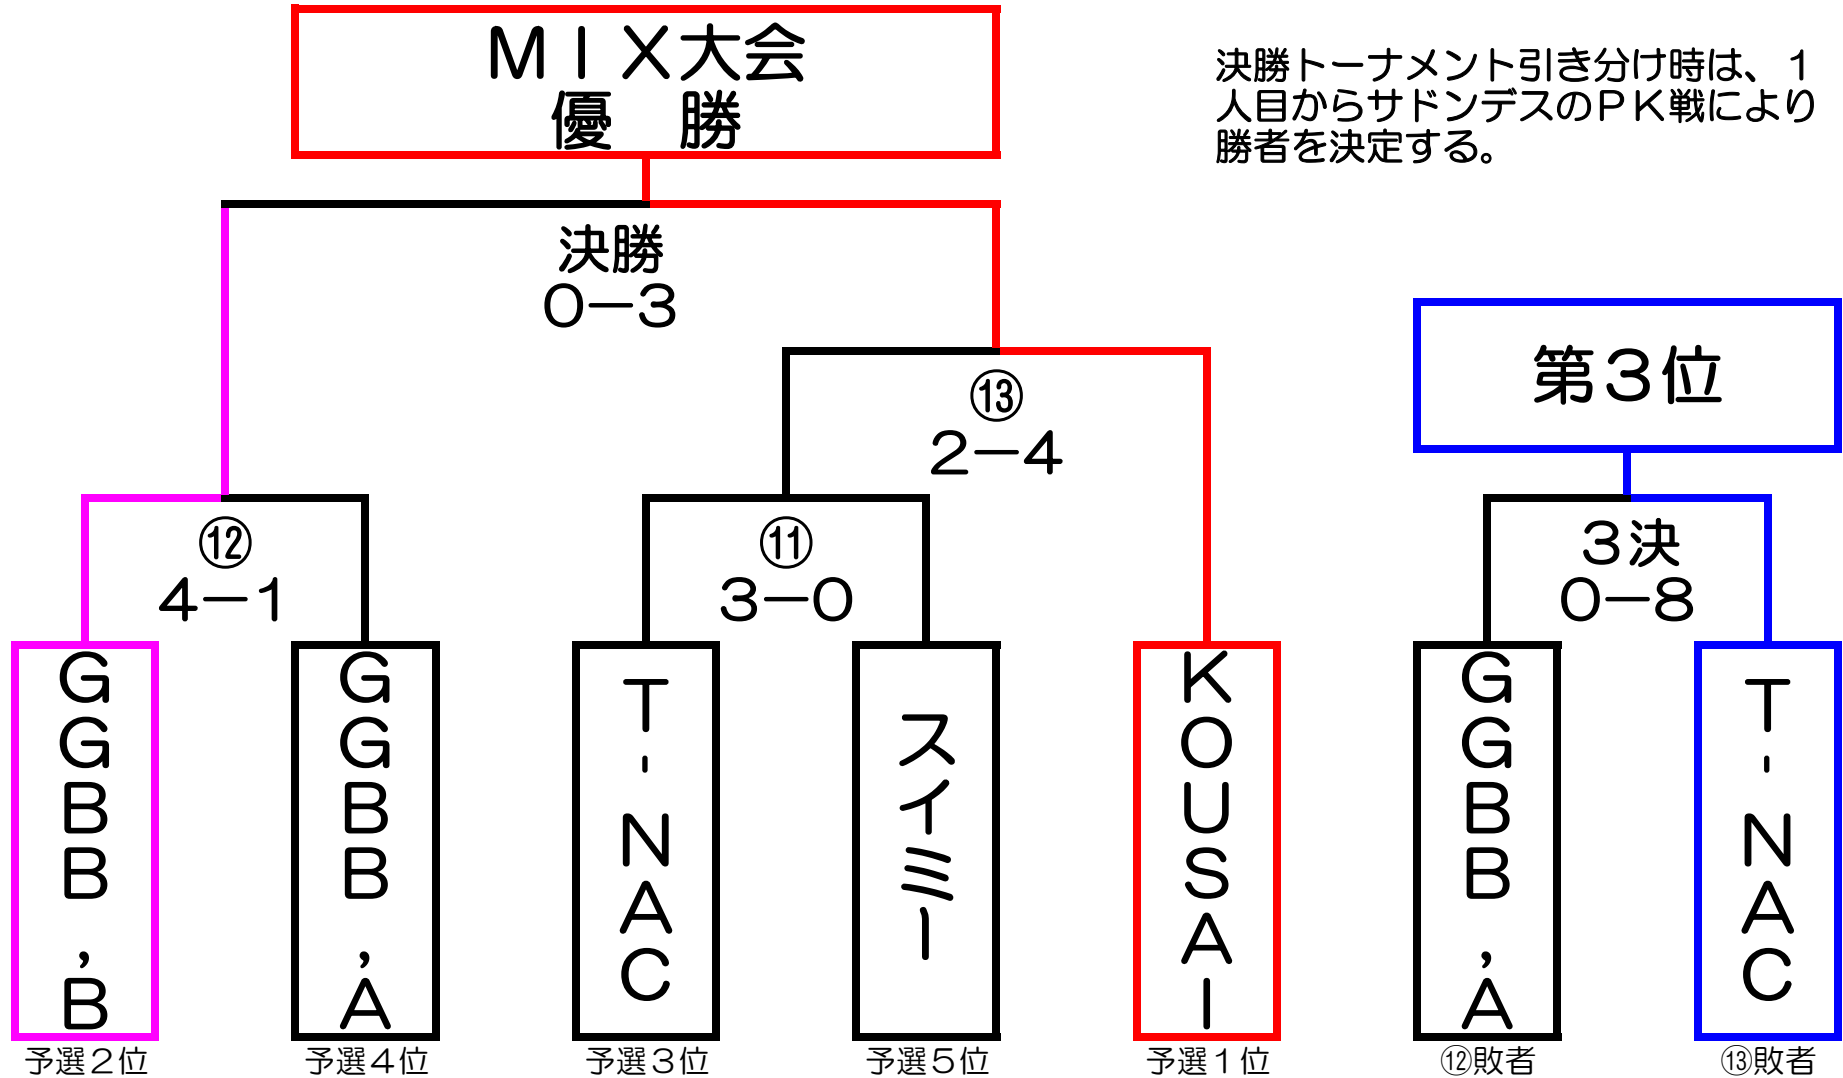 ＭＩＸ大会
優　勝
決勝トーナメント引き分け時は、１
人目からサドンデスのＰＫ戦により
勝者を決定する。
決勝
０－３
第３位
⑬
２－４
⑫
４－１
⑪
３－０
３決
０－８
ＧＧＢＢ，Ｂ
ＧＧＢＢ，Ａ
Ｔ-ＮＡＣ
スイミー
ＫＯＵＳＡＩ
ＧＧＢＢ，Ａ
Ｔ-ＮＡＣ
予選２位
予選４位
予選３位
予選５位
予選１位
⑫敗者
⑬敗者